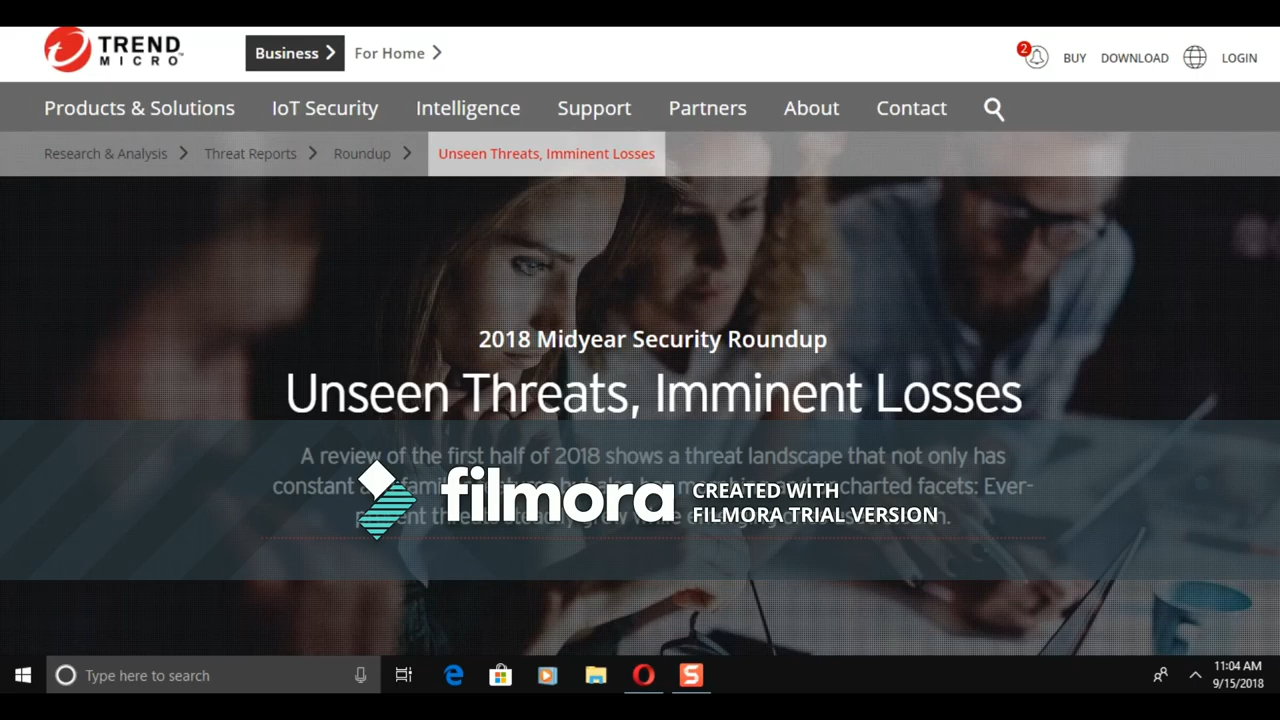 TREND
MICRO
Business
For Home
2
BUY
DOWNLOAD
LOGIN
Products & Solutions
IoT Security
Intelligence
Support
Partners
About
Contact
Research & Analysis
Threat Reports
Roundup
Unseen Threats, Imminent Losses
2018 Midyear Security Roundup
Unseen Threats, Imminent Losses
A review of the first half of 2018 shows a threat landscape that not only has
constant facets: Ever-
filmora
CREATED WITH
FILMORA TRIAL VERSION
Type here to search
S
11:04 AM
9/15/2018